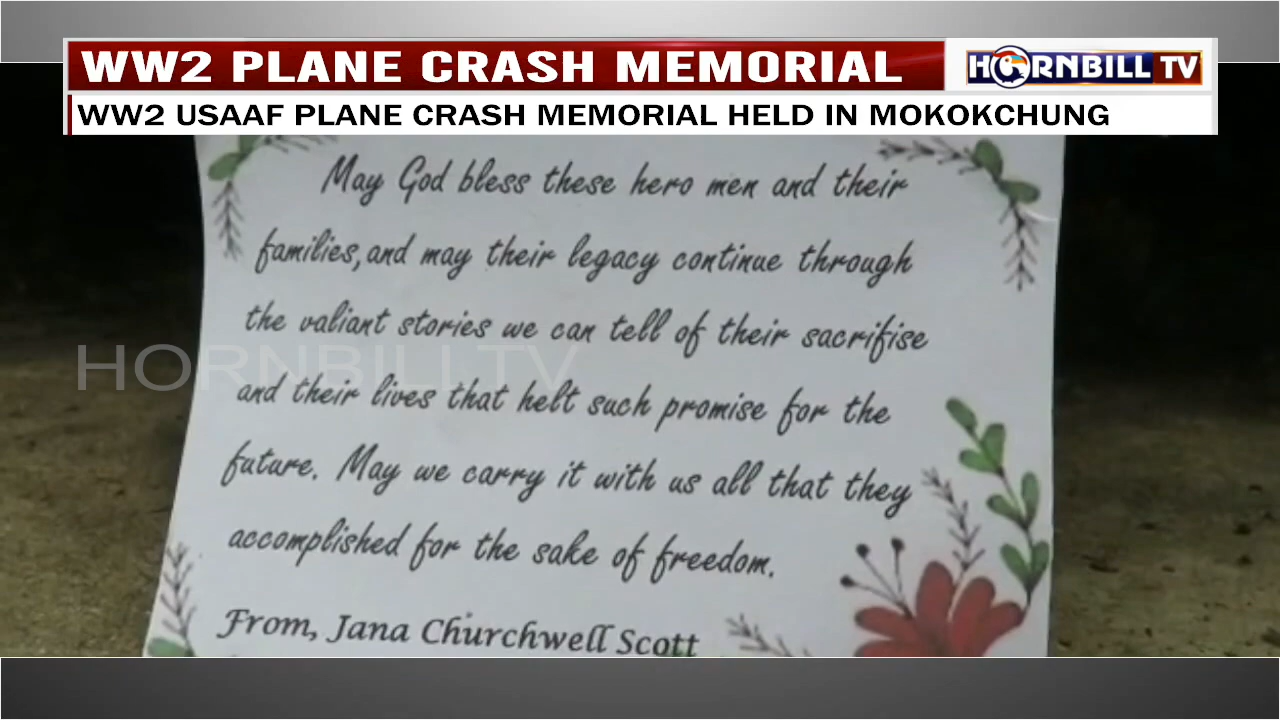 WW2 PLANE CRASH MEMORIAL
HORNBILL TV
WW2 USAAF PLANE CRASH MEMORIAL HELD IN MOKOKCHUNG
May God bless these hero men and their
families,and may their legacy continue through
the valiant stories we can tell of their sacrifise
HORNBILL TV
and their lives that helt such promise for the
future. May we carry it with us all that they
accomplished for the sake of freedom.
From, Jana Churchwell Scott